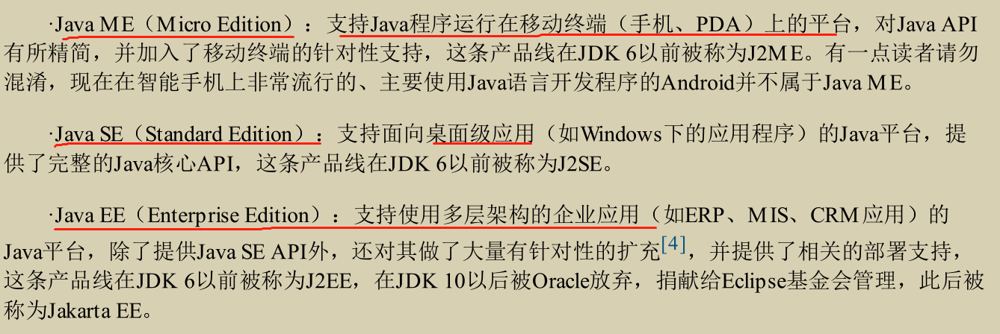 ·Java ME（Micro Edition）：支持Java程序运行在移动终端（手机、PDA）上的平台，对Java API
有所精简，并加入了移动终端的针对性支持，这条产品线在JDK 6以前被称为J2ME。有一点读者请勿
混淆，现在在智能手机上非常流行的、主要使用Java语言开发程序的Android并不属于Java ME。
·Java SE（Standard Edition）：支持面向桌面级应用（如Windows下的应用程序）的Java平台，提
供了完整的Java核心API，这条产品线在JDK 6以前被称为J2SE。
·Java EE（Enterprise Edition）：支持使用多层架构的企业应用（如ERP、MIS、CRM应用）的
Java平台，除了提供Java SE API外，还对其做了大量有针对性的扩充[4]，并提供了相关的部署支持，
这条产品线在JDK 6以前被称为J2EE，在JDK 10以后被Oracle放弃，捐献给Eclipse基金会管理，此后被
称为Jakarta EE。